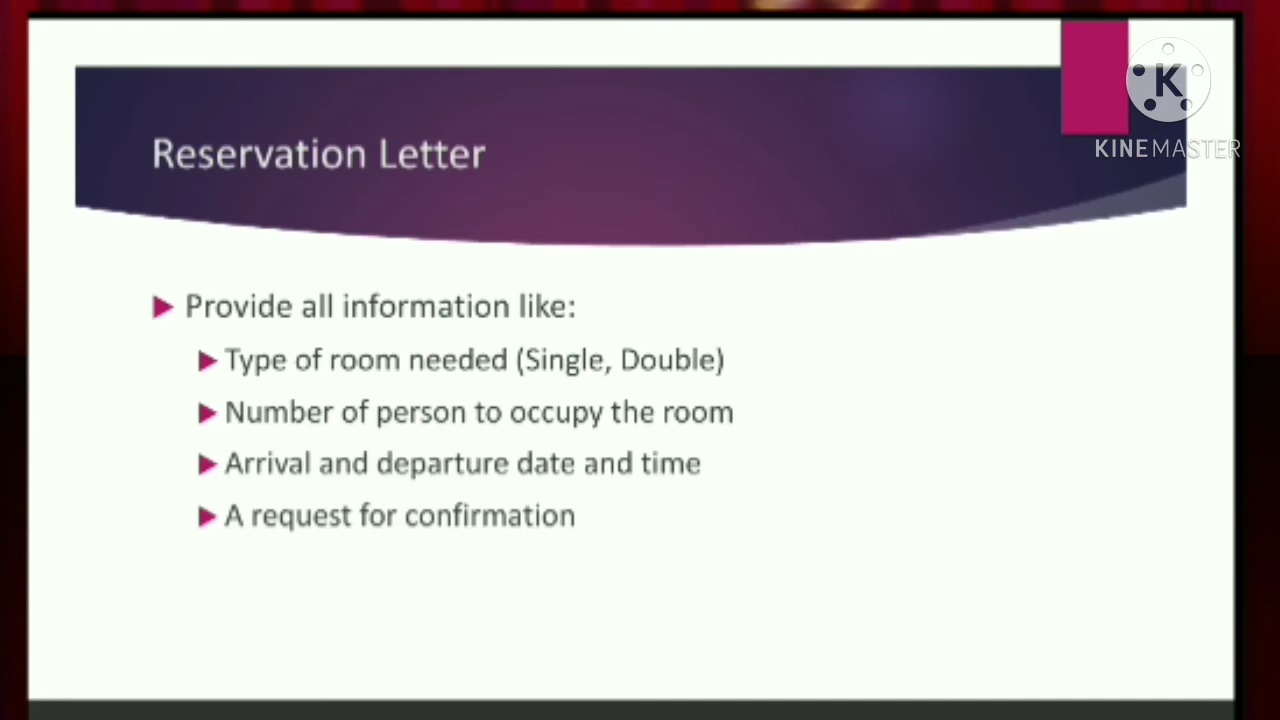 Reservation Letter
K
KINEMASTER
Provide all information like:
Type of room needed (Single, Double)
Number of person to occupy the room
Arrival and departure date and time
A request for confirmation